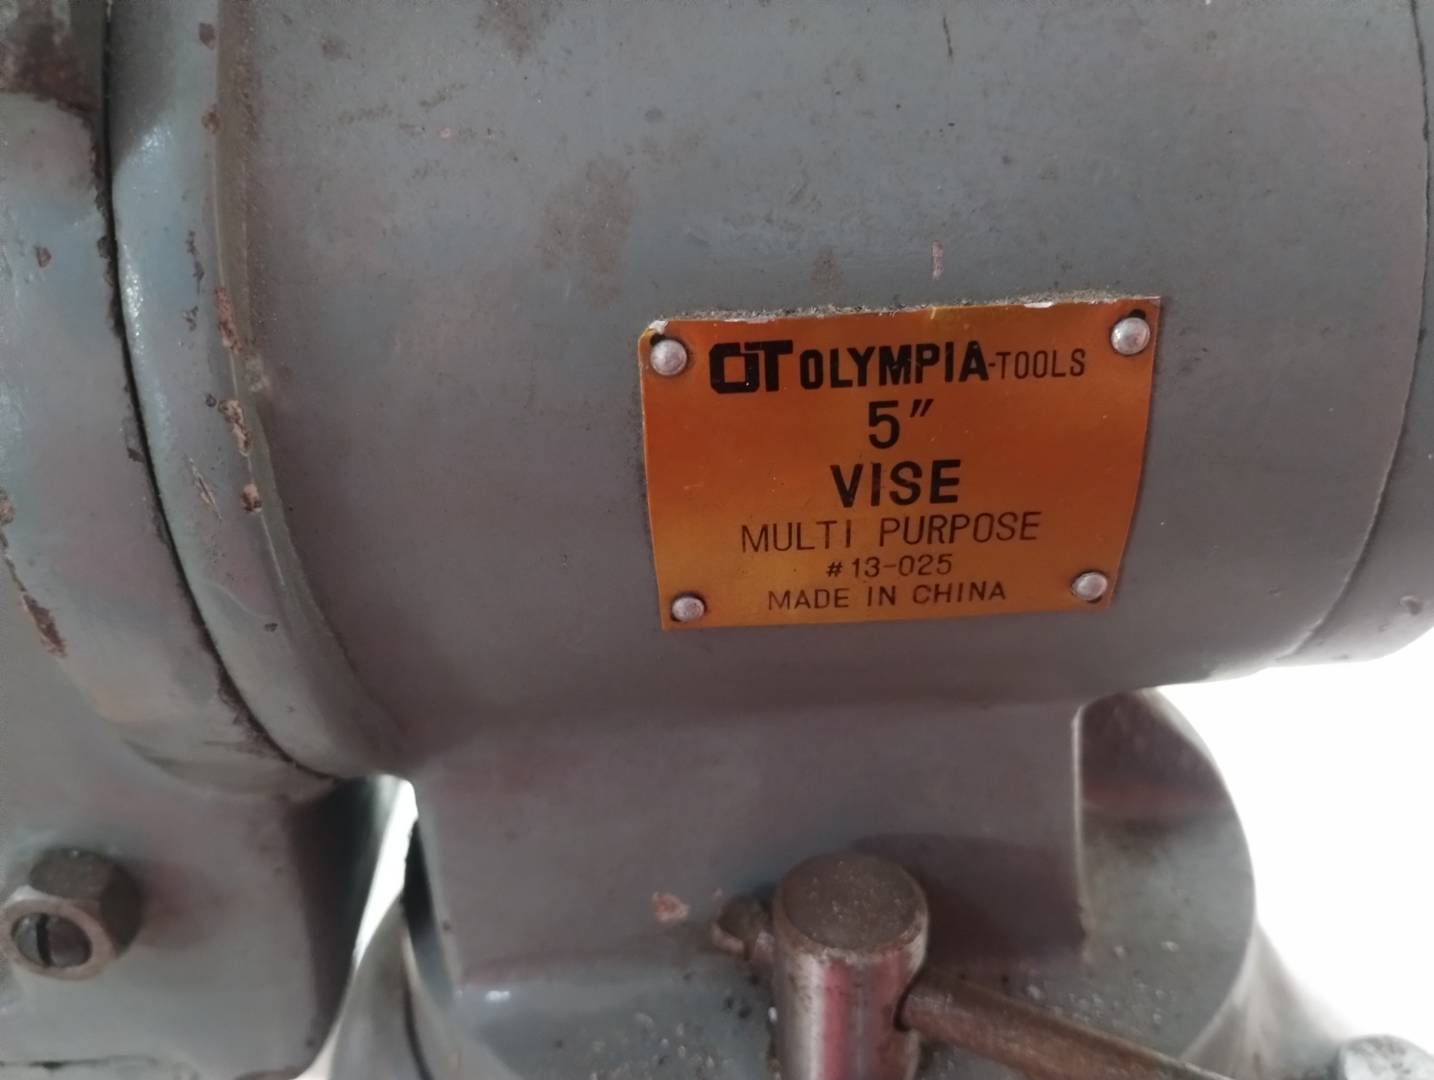 OT OLYMPIA-TOOLS
5"
VISE
MULTI PURPOSE
#13-025
MADE IN CHINA